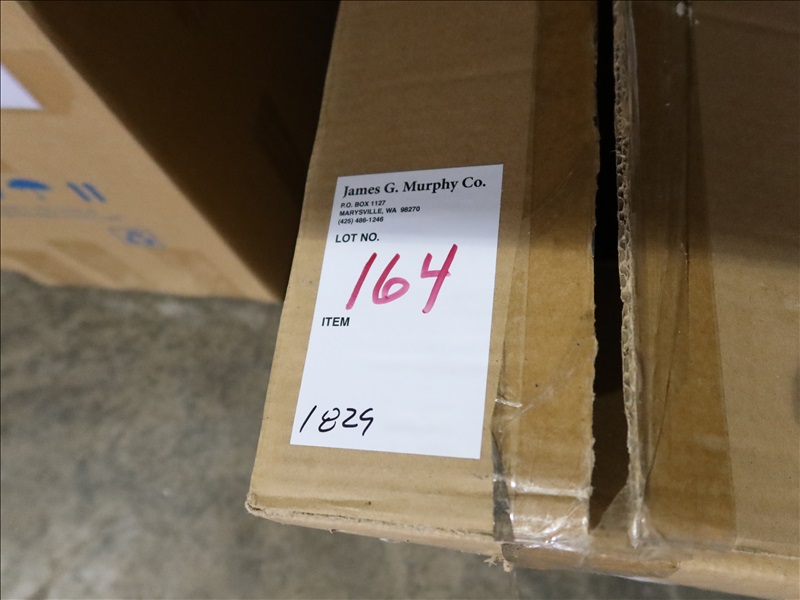 James G. Murphy Co.
P.O. BOX 1127
MARYSVILLE, WA 98270
(425) 486-1246
LOT NO.
164
ITEM
1829